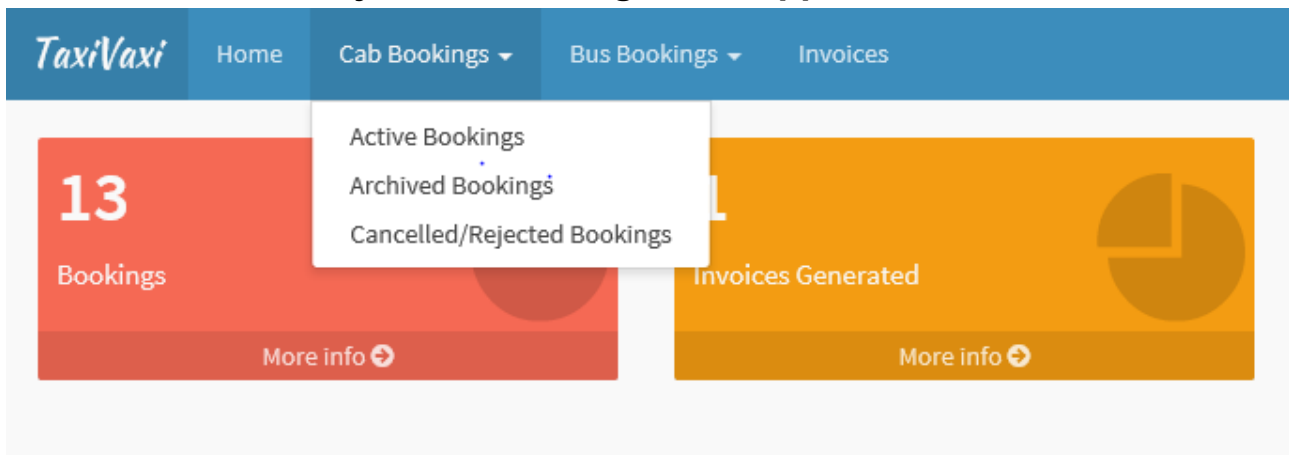 TaxiVaxi Home Cab Bookings Bus Bookings Invoices
Active Bookings
Archived Bookings
Cancelled/Rejected Bookings
13
Bookings
More info
1
Invoices Generated
More info